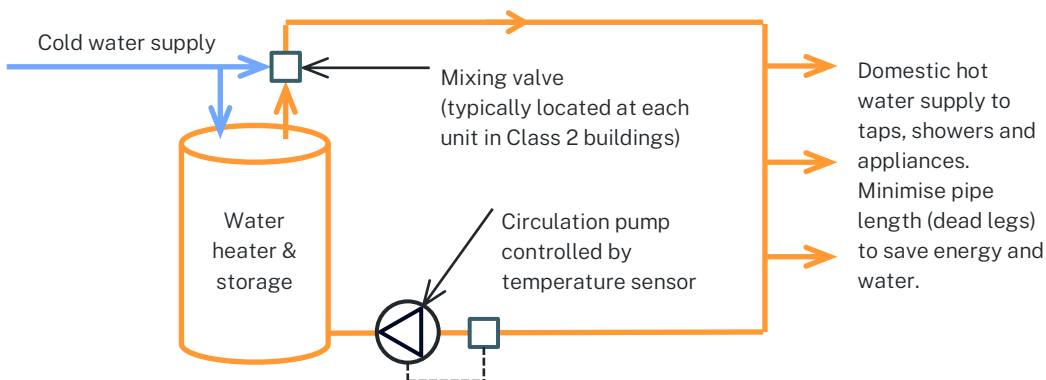 Cold water supply
Mixing valve
(typically located at each
unit in Class 2 buildings)
Domestic hot
water supply to
taps, showers and
appliances.
Minimise pipe
length (dead legs)
to save energy and
water.
Water
heater &
storage
Circulation pump
controlled by
temperature sensor